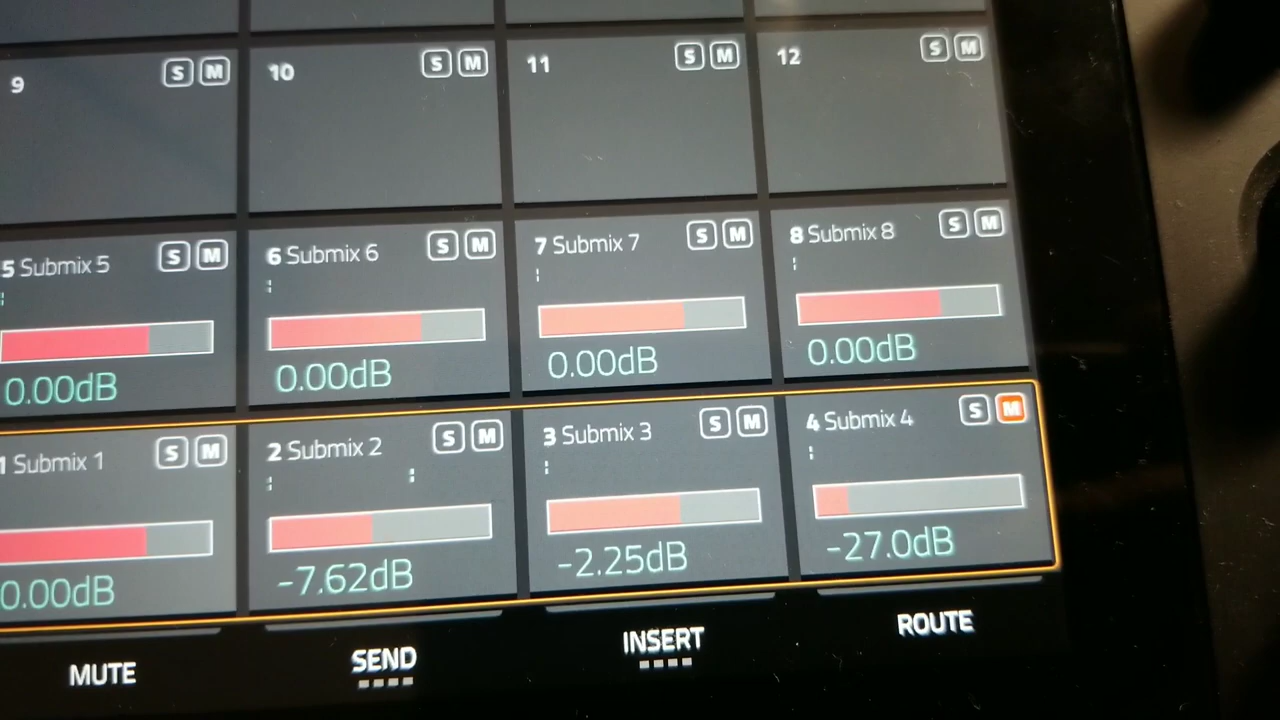 9 S M
10 S M
11 S M
12 S M
5 Submix 5 S M
0.00dB
6 Submix 6 S M
0.00dB
7 Submix 7 S M
0.00dB
8 Submix 8 S M
0.00dB
1 Submix 1 S M
0.00dB
2 Submix 2 S M
-7.62dB
3 Submix 3 S M
-2.25dB
4 Submix 4 S M
-27.0dB
MUTE
SEND
INSERT
ROUTE